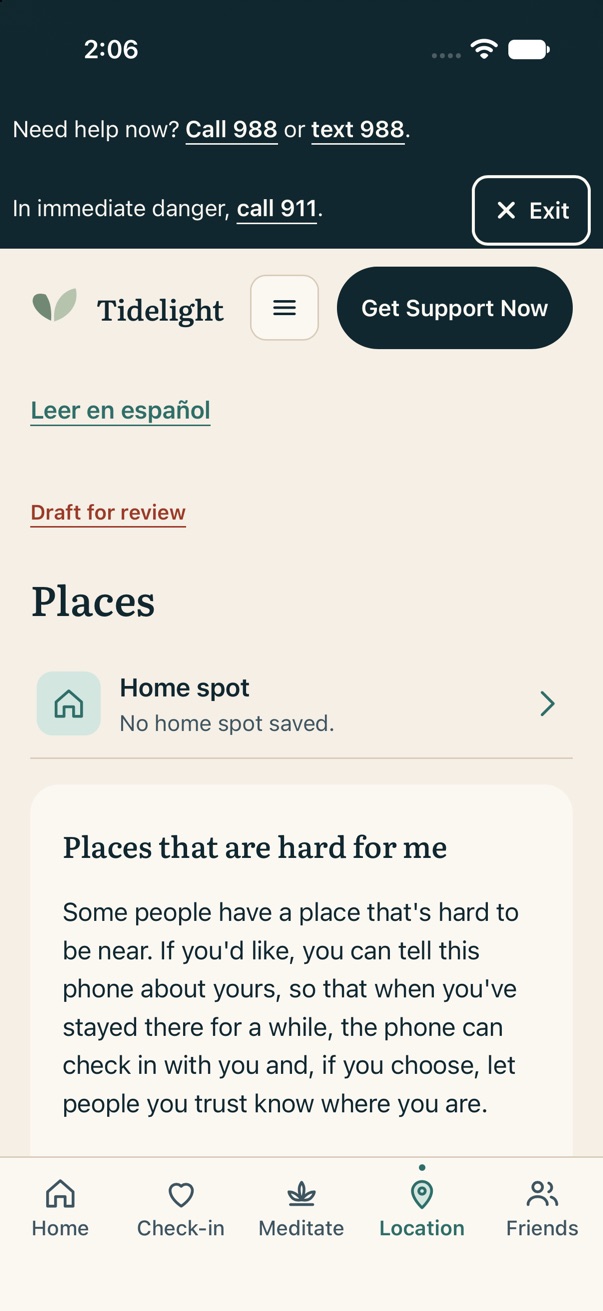 2:06
Need help now? Call 988 or text 988.
In immediate danger, call 911.
Exit
Tidelight
Get Support Now
Leer en español
Draft for review
Places
Home spot
No home spot saved.
Places that are hard for me
Some people have a place that's hard to
be near. If you'd like, you can tell this
phone about yours, so that when you've
stayed there for a while, the phone can
check in with you and, if you choose, let
people you trust know where you are.
Home
Check-in
Meditate
Location
Friends